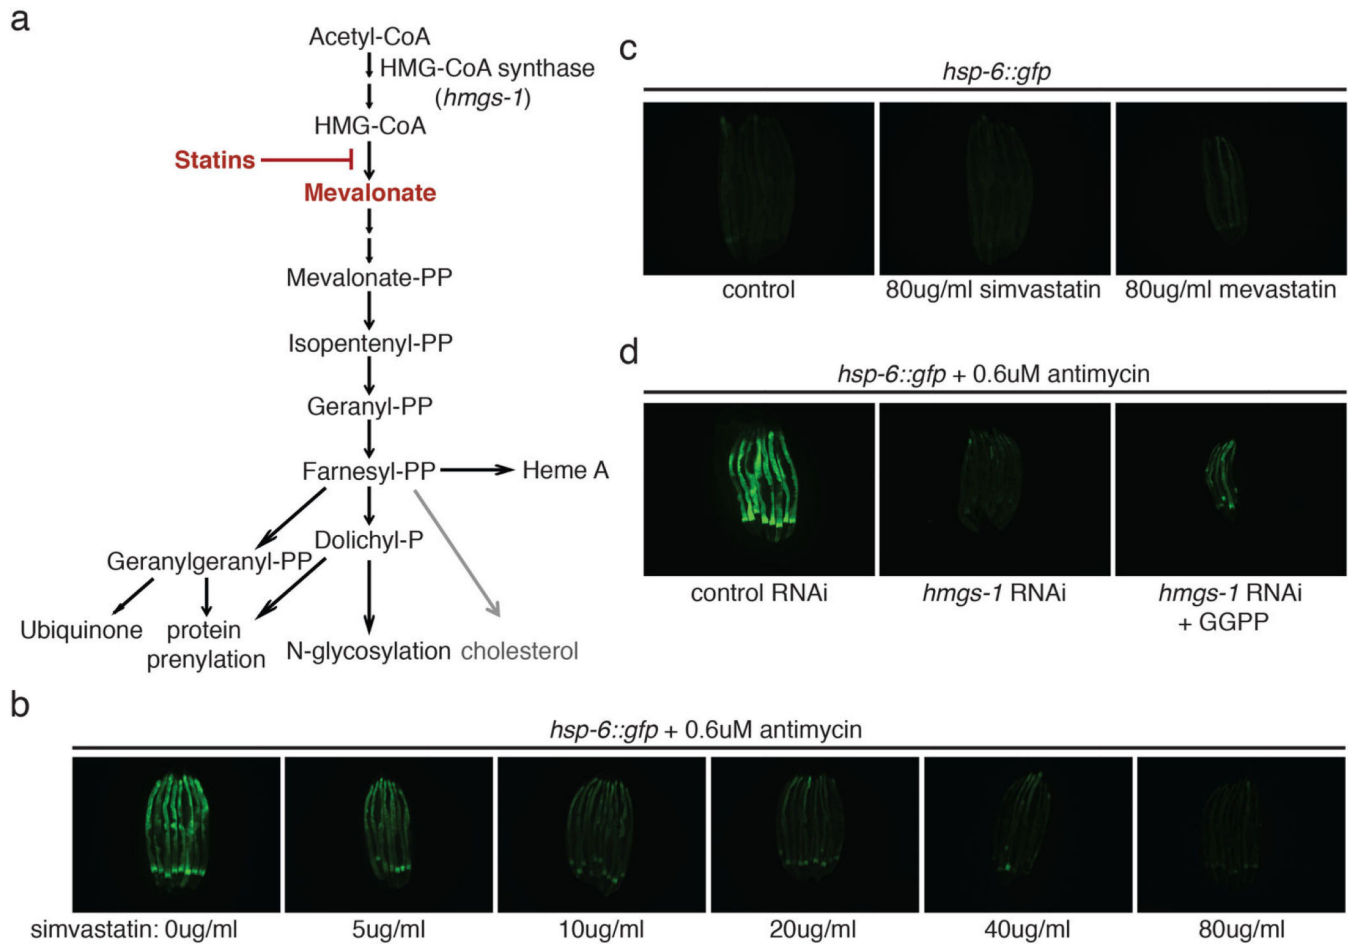 a
Acetyl-CoA
HMG-CoA synthase
(hmgs-1)
HMG-CoA
Statins
Mevalonate
Mevalonate-PP
Isopentenyl-PP
Geranyl-PP
Farnesyl-PP
Heme A
Dolichyl-P
Geranylgeranyl-PP
Ubiquinone
protein
prenylation
N-glycosylation
cholesterol
c
hsp-6::gfp
control
80ug/ml simvastatin
80ug/ml mevastatin
d
hsp-6::gfp + 0.6uM antimycin
control RNAi
hmgs-1 RNAi
hmgs-1 RNAi
+ GGPP
b
hsp-6::gfp + 0.6uM antimycin
simvastatin: 0ug/ml
5ug/ml
10ug/ml
20ug/ml
40ug/ml
80ug/ml